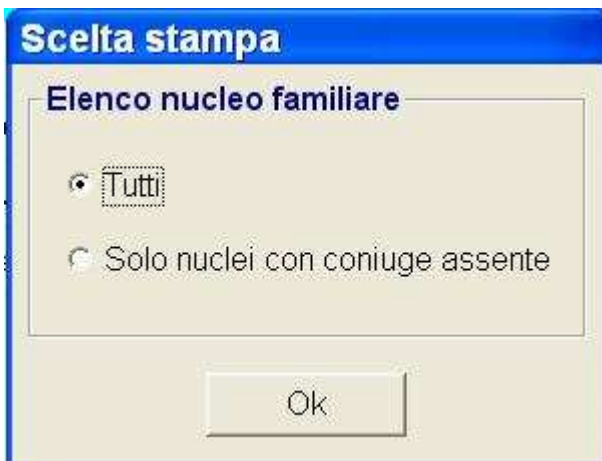 Scelta stampa
Elenco nucleo familiare
Tutti
Solo nuclei con coniuge assente
Ok